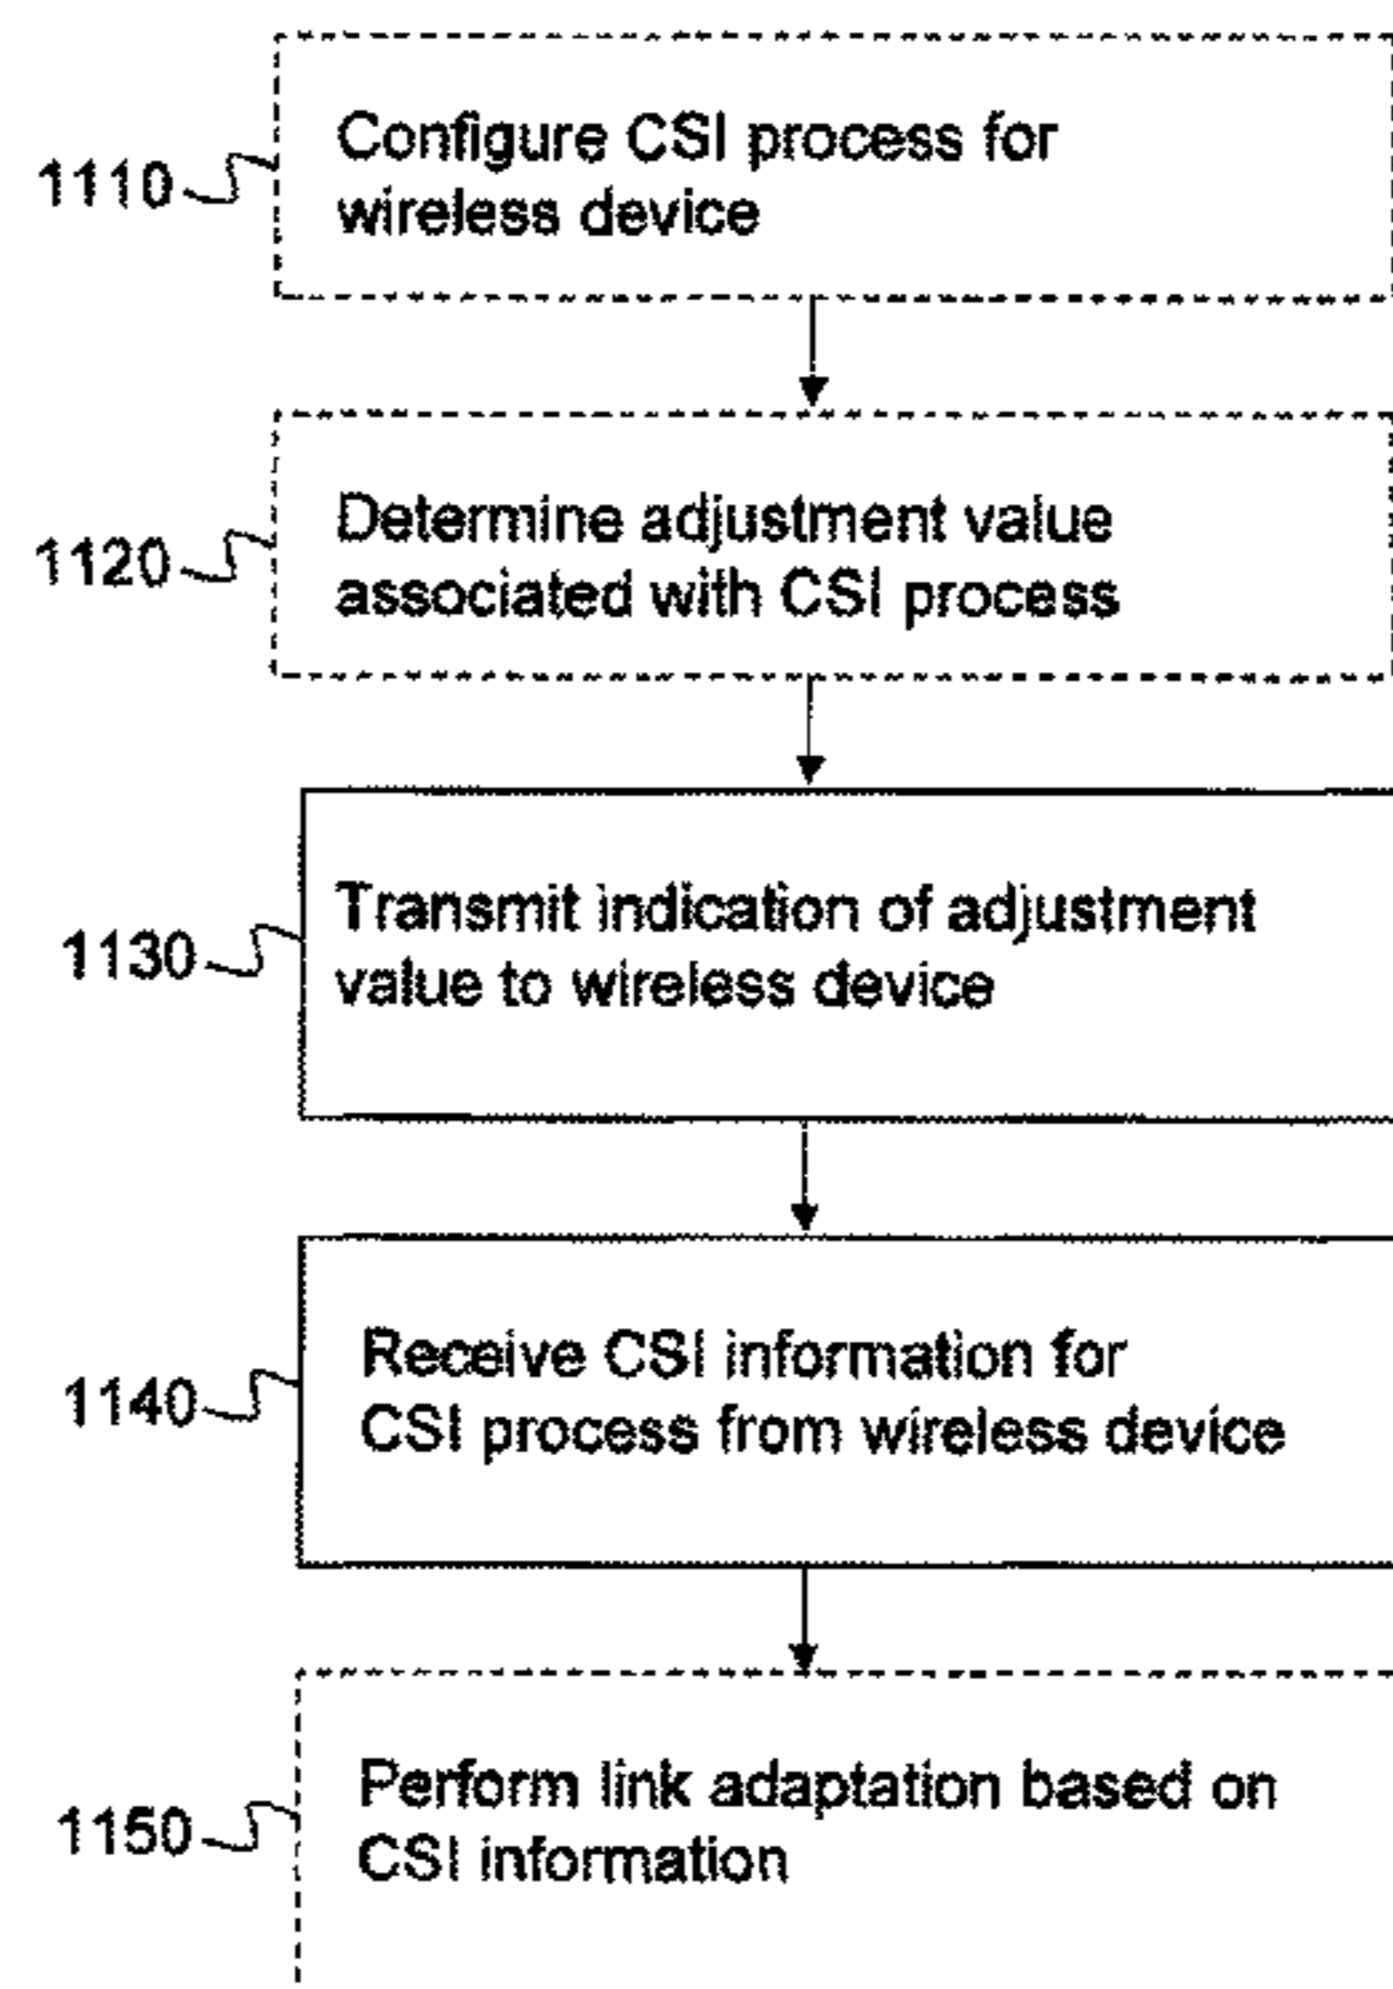 Configure CSI process for
1110
wireless device
Determine adjustment value
1120
associated with CSI process
Transmit indication of adjustment
1130
value to wireless device
Receive CSI information for
1140
CSI process from wireless device
Perform link adaptation based on
1150
CSI information